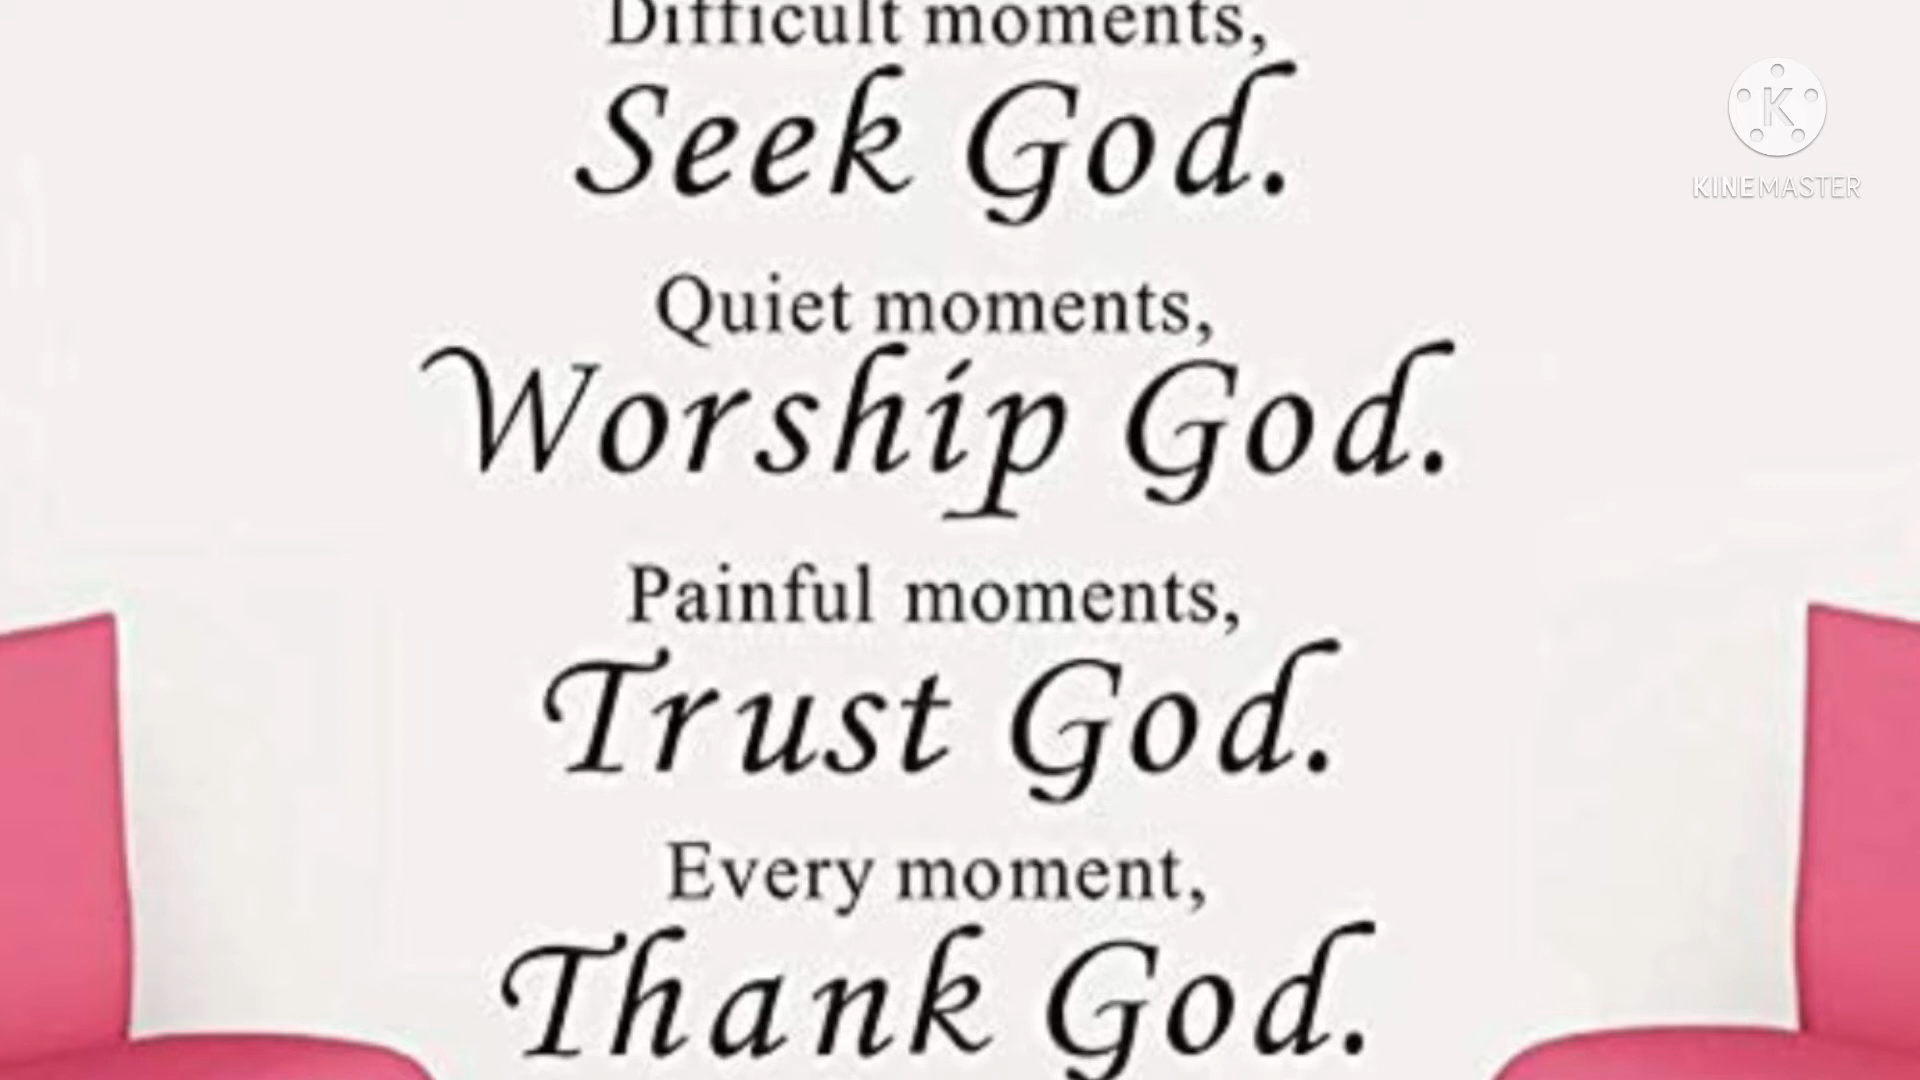 Difficult moments,
Seek God.
KINEMASTER
Quiet moments,
Worship God.
Painful moments,
Trust God.
Every moment,
Thank God.